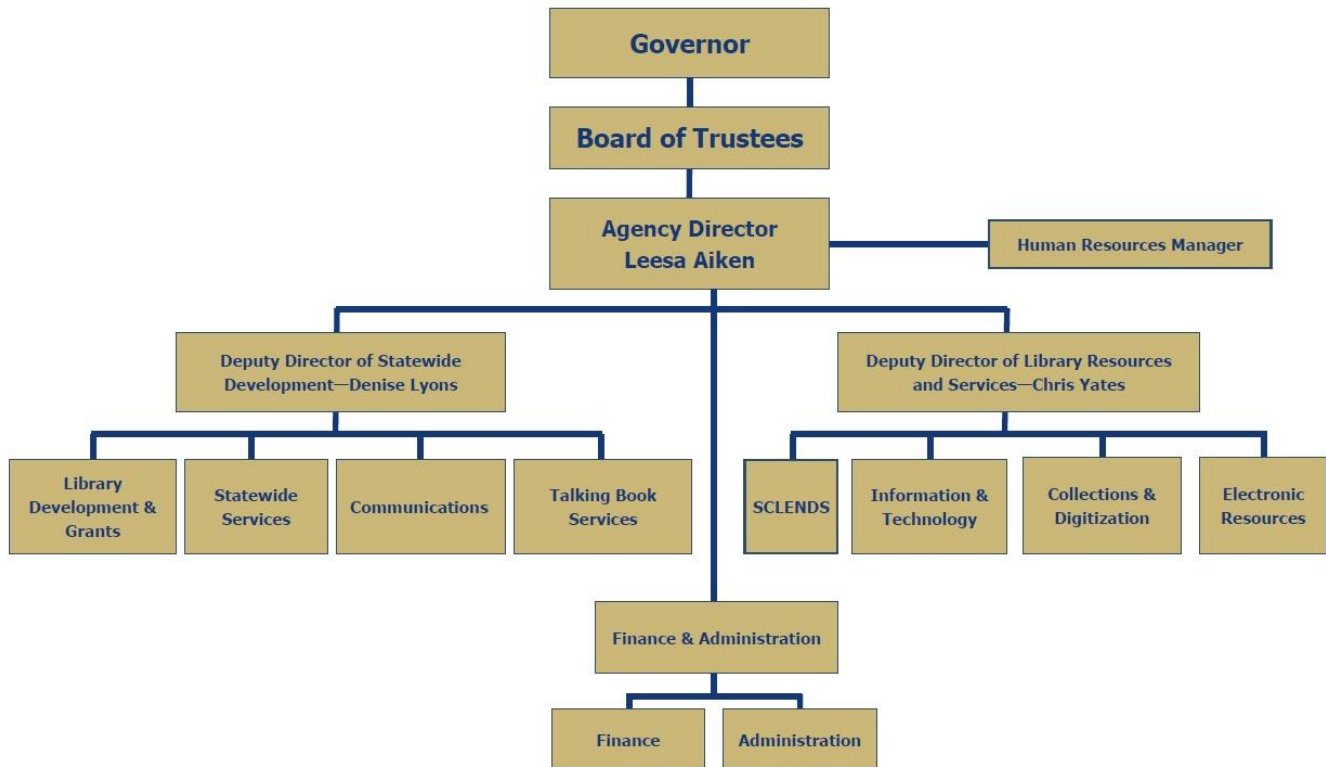 Governor
Board of Trustees
Agency Director
Leesa Aiken
Human Resources Manager
Deputy Director of Statewide
Development—Denise Lyons
Deputy Director of Library Resources
and Services—Chris Yates
Library
Development &
Grants
Statewide
Services
Communications
Talking Book
Services
SCLENDS
Information &
Technology
Collections &
Digitization
Electronic
Resources
Finance & Administration
Finance
Administration